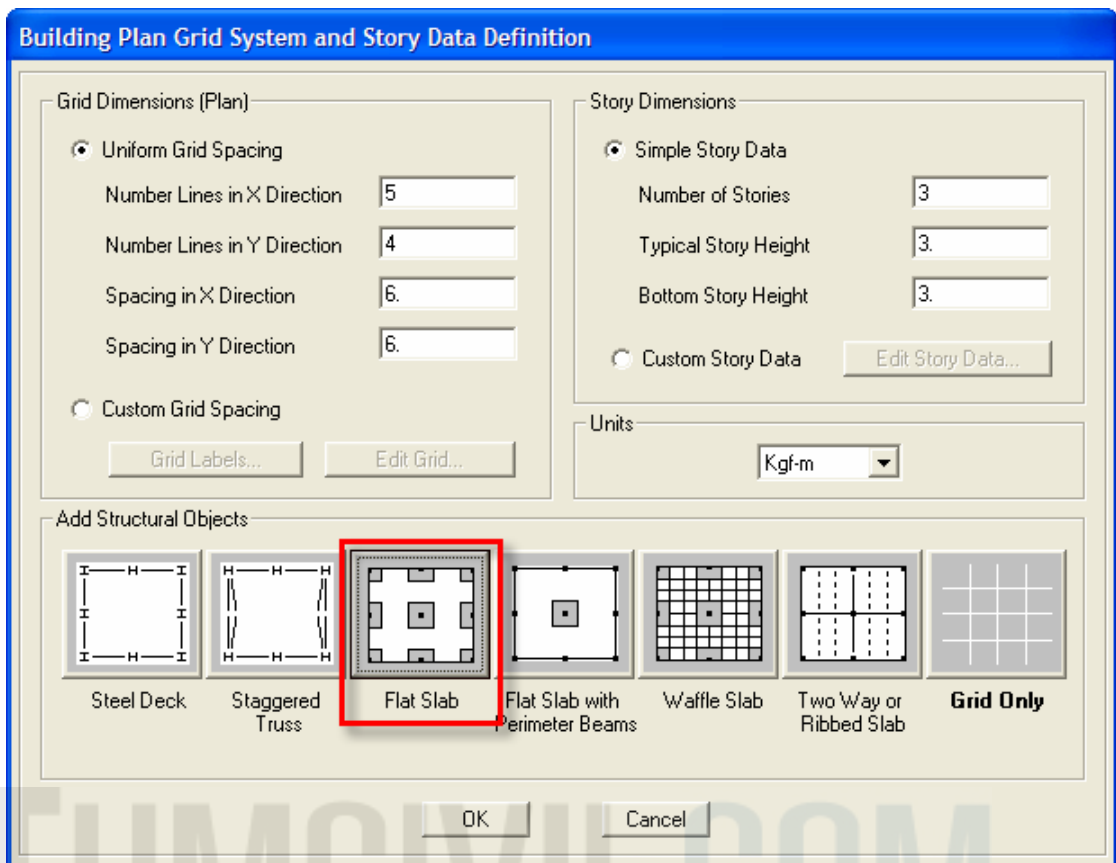 Building Plan Grid System and Story Data Definition
Grid Dimensions (Plan)
Uniform Grid Spacing
Number Lines in X Direction 5
Number Lines in Y Direction 4
Spacing in X Direction 6.
Spacing in Y Direction 6.
Custom Grid Spacing
Grid Labels... Edit Grid...
Story Dimensions
Simple Story Data
Number of Stories 3
Typical Story Height 3.
Bottom Story Height 3.
Custom Story Data Edit Story Data...
Units
Kgf-m
Add Structural Objects
Steel Deck
Staggered
Truss
Flat Slab
Flat Slab with
Perimeter Beams
Waffle Slab
Two Way or
Ribbed Slab
Grid Only
OK Cancel
TUMCIVIL.COM